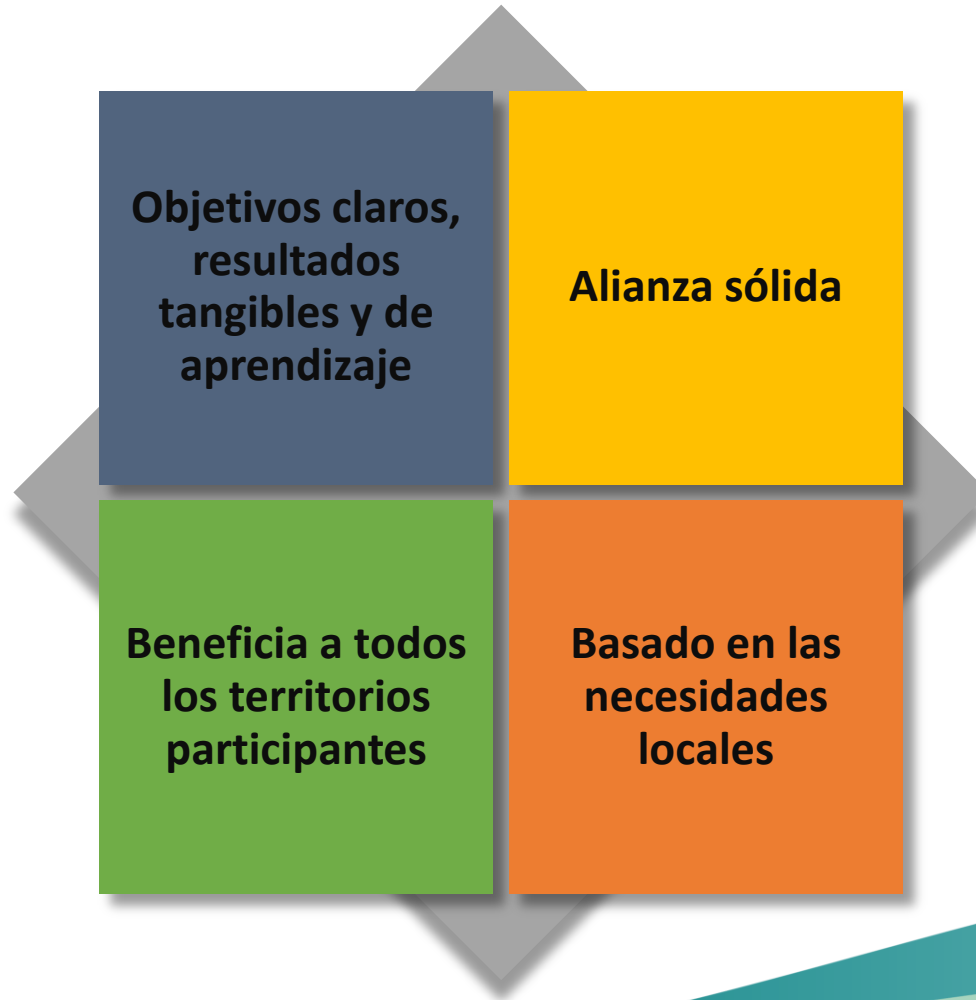 Objetivos claros,
resultados
tangibles y de
aprendizaje
Alianza sólida
Beneficia a todos
los territorios
participantes
Basado en las
necesidades
locales